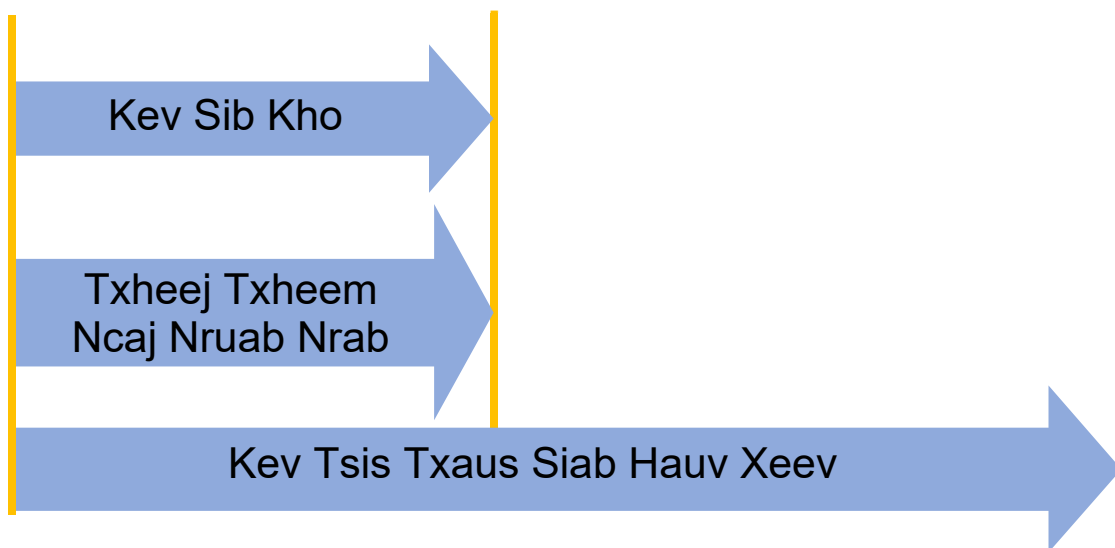 Kev Sib Kho
Txheej Txheem
Ncaj Nruab Nrab
Kev Tsis Txaus Siab Hauv Xeev